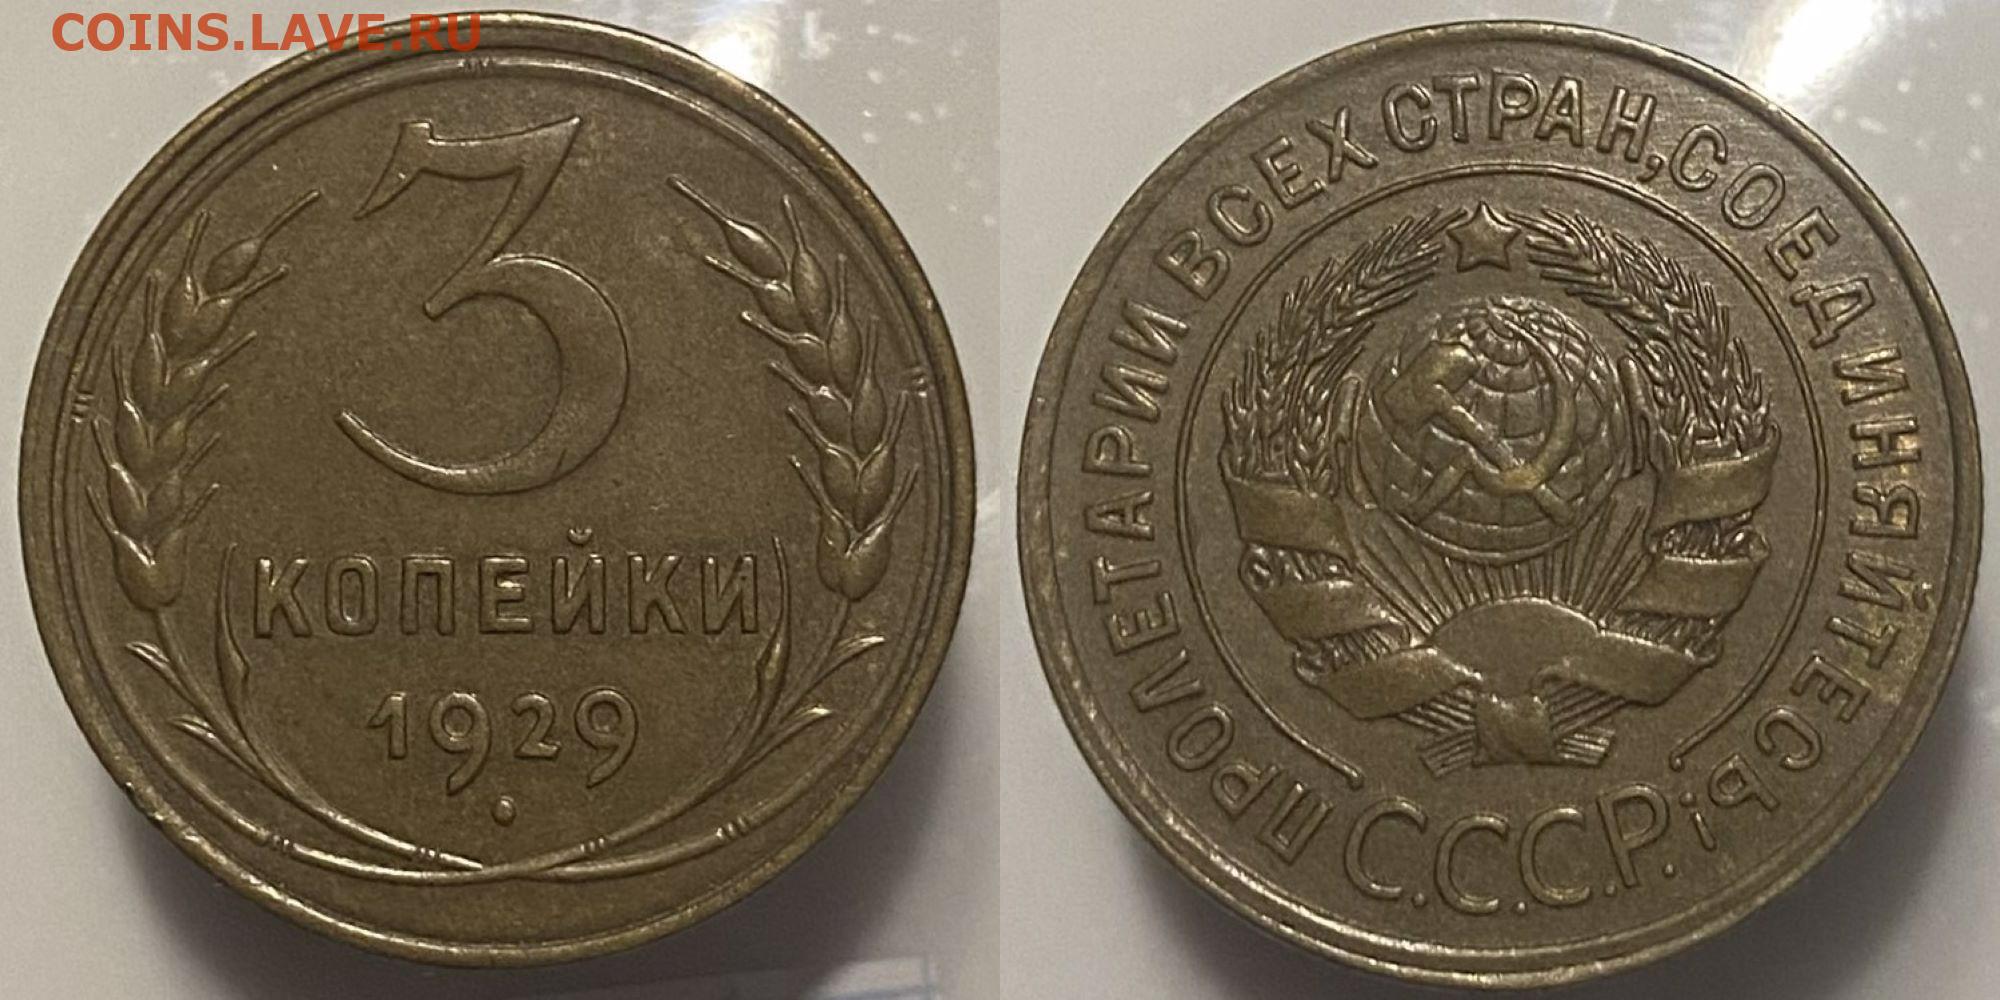 COINS.LAVE.RU
3
КОПЕЙКИ
1929
ПРОЛЕТАРИИ ВСЕХ СТРАН, СОЕДИНЯЙТЕСЬ!
С.С.С.Р.